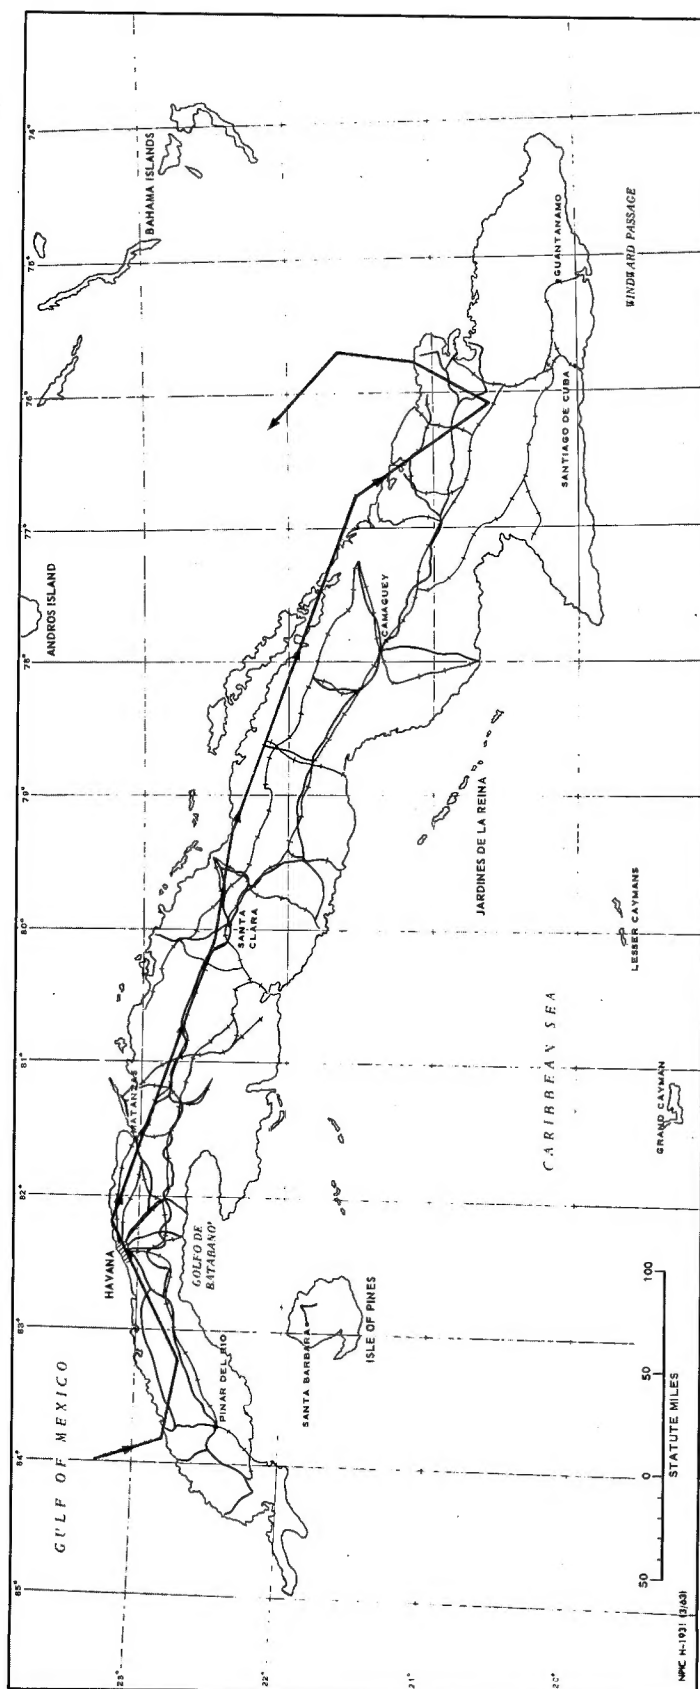 85°
84°
83°
82°
81°
80°
79°
78°
77°
76°
75°
74°
23°
22°
21°
20°
GULF OF MEXICO
HAVANA
MATANZAS
ANDROS ISLAND
BAHAMA ISLANDS
PINAR DEL RIO
GOLFO DE
BATABANO
SANTA
CLARA
CAMAGUEY
SANTA BARBARA
ISLE OF PINES
JARDINES DE LA REINA
SANTIAGO DE CUBA
GUANTANAMO
WINDWARD PASSAGE
CARIBBEAN SEA
LESSER CAYMANS
GRAND CAYMAN
50 0 50 100
STATUTE MILES
NPIC H-1931 (3/63)